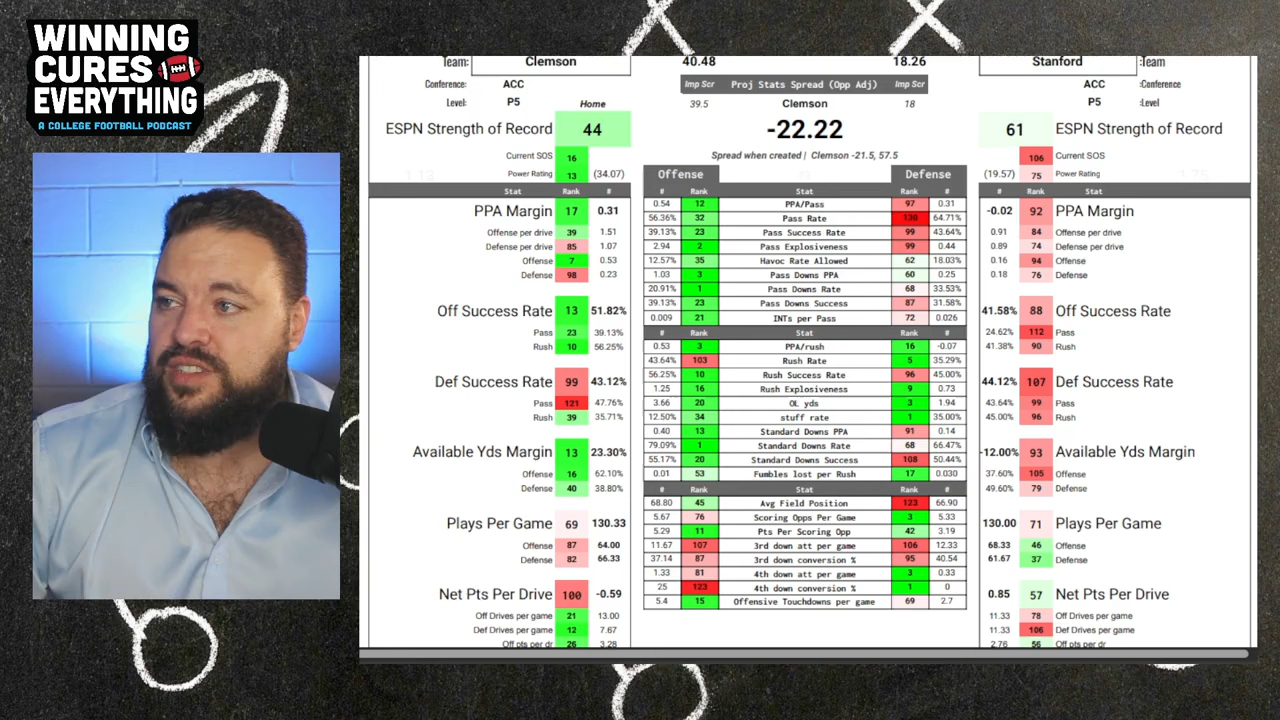 WINNING
CURES
EVERYTHING
A COLLEGE FOOTBALL PODCAST
Team: Clemson 40.48 18.26 Stanford :Team
Conference: ACC Imp Scr Proj Stats Spread (Opp Adj) Imp Scr ACC :Conference
Level: P5 Home 39.5 Clemson 18 P5 :Level
ESPN Strength of Record 44 -22.22 61 ESPN Strength of Record
Current SOS 16 Spread when created | Clemson -21.5, 57.5 106 Current SOS
Power Rating 13 (34.07) Offense Defense (19.57) 75 Power Rating
Stat Rank # # Rank Stat Rank # # Rank Stat
0.54 12 PPA/Pass 97 0.31
PPA Margin 17 0.31 56.36% 32 Pass Rate 130 64.71% -0.02 92 PPA Margin
Offense per drive 39 1.51 39.13% 23 Pass Success Rate 99 43.64% 0.91 84 Offense per drive
Defense per drive 85 1.07 2.94 2 Pass Explosiveness 99 0.44 0.89 74 Defense per drive
Offense 7 0.53 12.57% 35 Havoc Rate Allowed 62 18.03% 0.16 94 Offense
Defense 98 0.23 1.03 3 Pass Downs PPA 60 0.25 0.18 76 Defense
20.91% 1 Pass Downs Rate 68 33.53%
Off Success Rate 13 51.82% 39.13% 23 Pass Downs Success 87 31.58% 41.58% 88 Off Success Rate
0.009 21 INTs per Pass 72 0.026
Pass 23 39.13% # Rank Stat Rank # 24.62% 112 Pass
Rush 10 56.25% 0.53 3 PPA/rush 16 -0.07 41.38% 90 Rush
43.64% 103 Rush Rate 5 35.29%
56.25% 10 Rush Success Rate 96 45.00%
Def Success Rate 99 43.12% 1.25 16 Rush Explosiveness 9 0.73 44.12% 107 Def Success Rate
Pass 121 47.76% 3.66 20 OL yds 3 1.94 43.64% 99 Pass
Rush 39 35.71% 12.50% 34 stuff rate 1 35.00% 45.00% 96 Rush
0.40 13 Standard Downs PPA 91 0.14
Available Yds Margin 13 23.30% 79.09% 1 Standard Downs Rate 68 66.47% -12.00% 93 Available Yds Margin
55.17% 20 Standard Downs Success 108 50.44%
Offense 16 62.10% 0.01 53 Fumbles lost per Rush 17 0.030 37.60% 105 Offense
Defense 40 38.80% # Rank Stat Rank # 49.60% 79 Defense
68.80 45 Avg Field Position 123 66.90
Plays Per Game 69 130.33 5.67 76 Scoring Opps Per Game 3 5.33 130.00 71 Plays Per Game
5.29 11 Pts Per Scoring Opp 42 3.19
Offense 87 64.00 11.67 107 3rd down att per game 106 12.33 68.33 46 Offense
Defense 82 66.33 37.14 87 3rd down conversion % 95 40.54 61.67 37 Defense
1.33 81 4th down att per game 3 0.33
Net Pts Per Drive 100 -0.59 25 123 4th down conversion % 1 0 0.85 57 Net Pts Per Drive
5.4 15 Offensive Touchdowns per game 69 2.7
Off Drives per game 21 13.00 11.33 78 Off Drives per game
Def Drives per game 12 7.67 11.33 106 Def Drives per game
Off pts per dr 26 3.28 2.76 56 Off pts per dr